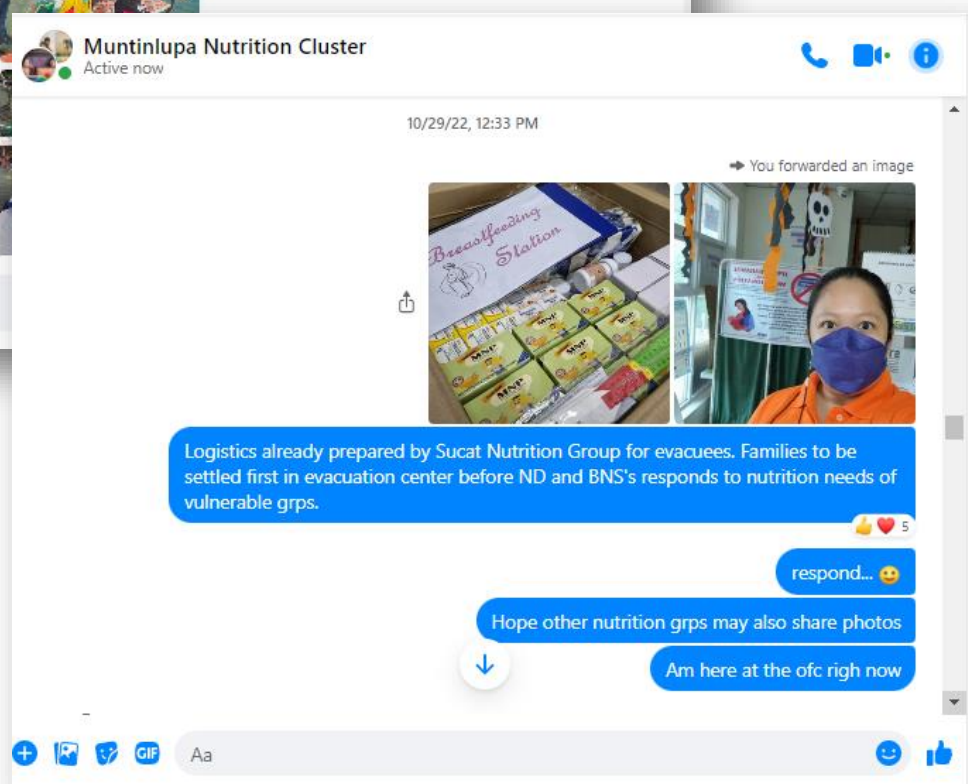 Muntinlupa Nutrition Cluster
Active now
10/29/22, 12:33 PM
You forwarded an image
Breastfeeding
Station
MNP
MNP
MNP
MNP
MNP
Logistics already prepared by Sucat Nutrition Group for evacuees. Families to be
settled first in evacuation center before ND and BNS's responds to nutrition needs of
vulnerable grps.
5
respond...
Hope other nutrition grps may also share photos
Am here at the ofc righ now
GIF
Aa